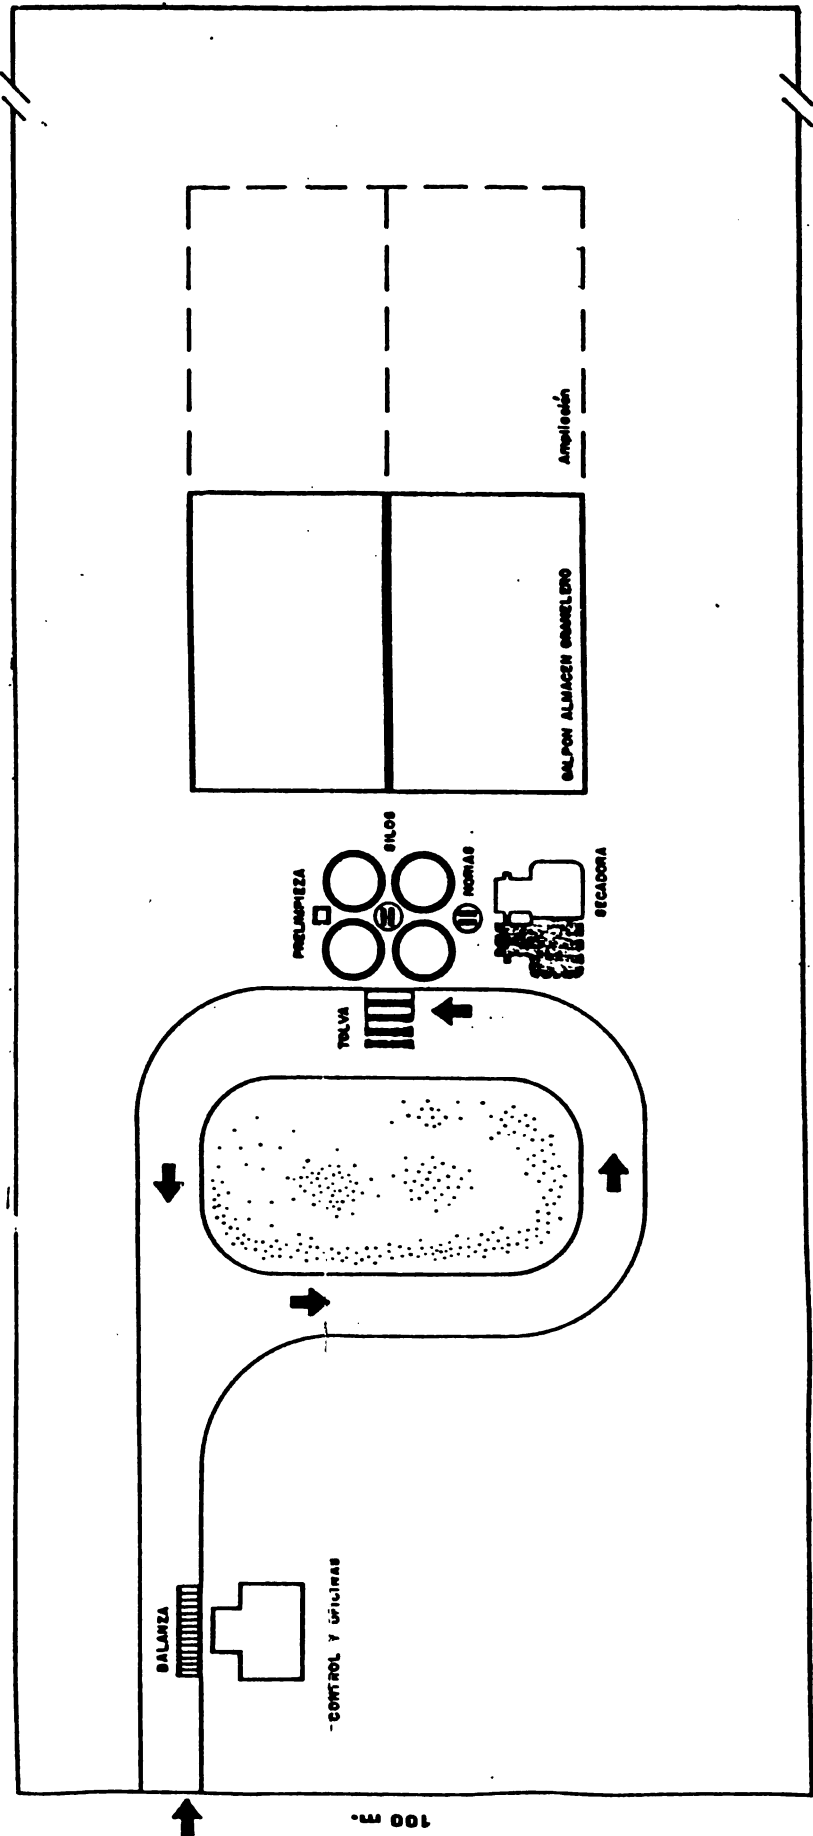 Ampliación
GALPON ALMACEN GRANELERO
SILOS
PRELIMPIEZA
NORIAS
SECADORA
TOLVA
BALANZA
CONTROL Y OFICINAS
100 m.